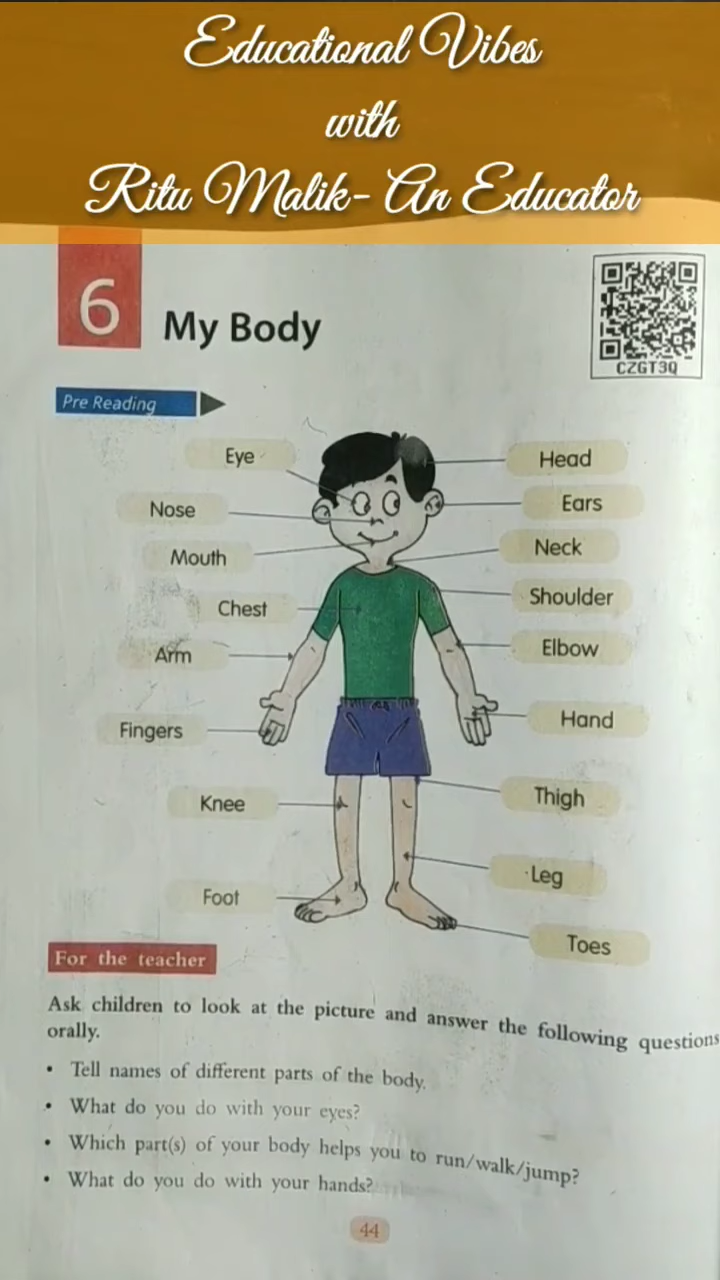 Educational Vibes
with
Ritu Malik- An Educator
6
My Body
CZGT3Q
Pre Reading
Eye
Head
Nose
Ears
Mouth
Neck
Chest
Shoulder
Arm
Elbow
Fingers
Hand
Knee
Thigh
Leg
Foot
Toes
For the teacher
Ask children to look at the picture and answer the following questions
orally.
• Tell names of different parts of the body.
• What do you do with your eyes?
• Which part(s) of your body helps you to run/walk/jump?
• What do you do with your hands?
44